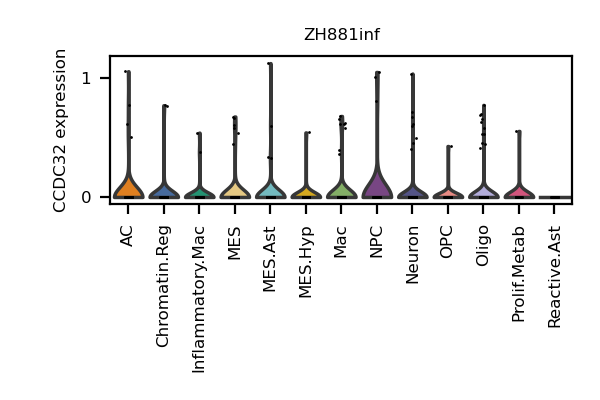 ZH881inf
CCDC32 expression
1
0
AC
Chromatin.Reg
Inflammatory.Mac
MES
MES.Ast
MES.Hyp
Mac
NPC
Neuron
OPC
Oligo
Prolif.Metab
Reactive.Ast